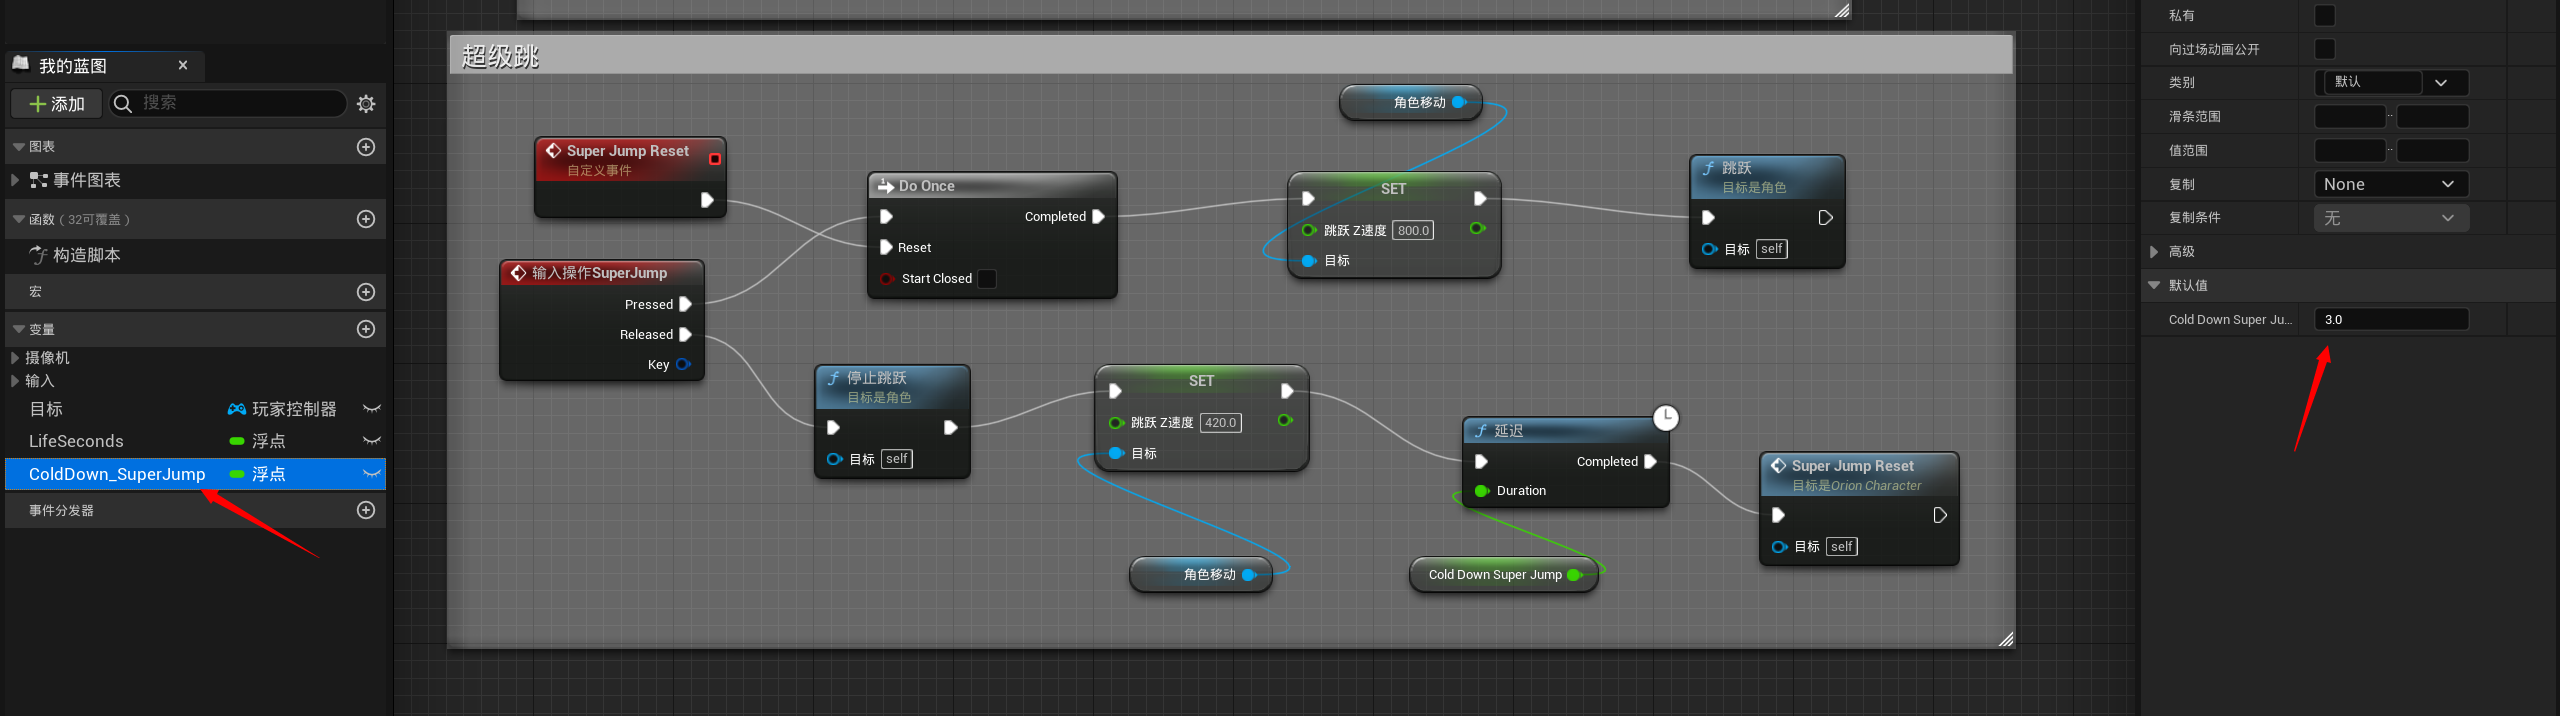 我的蓝图
添加
搜索
图表
事件图表
函数（32可覆盖）
构造脚本
宏
变量
摄像机
输入
目标 玩家控制器
LifeSeconds 浮点
ColdDown_SuperJump 浮点
事件分发器
超级跳
Super Jump Reset
自定义事件
输入操作SuperJump
Pressed
Released
Key
Do Once
Completed
Reset
Start Closed
角色移动
SET
跳跃 Z速度 800.0
目标
跳跃
目标是角色
目标 self
停止跳跃
目标是角色
目标 self
SET
跳跃 Z速度 420.0
目标
角色移动
延迟
Completed
Duration
Cold Down Super Jump
Super Jump Reset
目标是Orion Character
目标 self
私有
向过场动画公开
类别 默认
滑条范围
值范围
复制 None
复制条件 无
高级
默认值
Cold Down Super Ju... 3.0